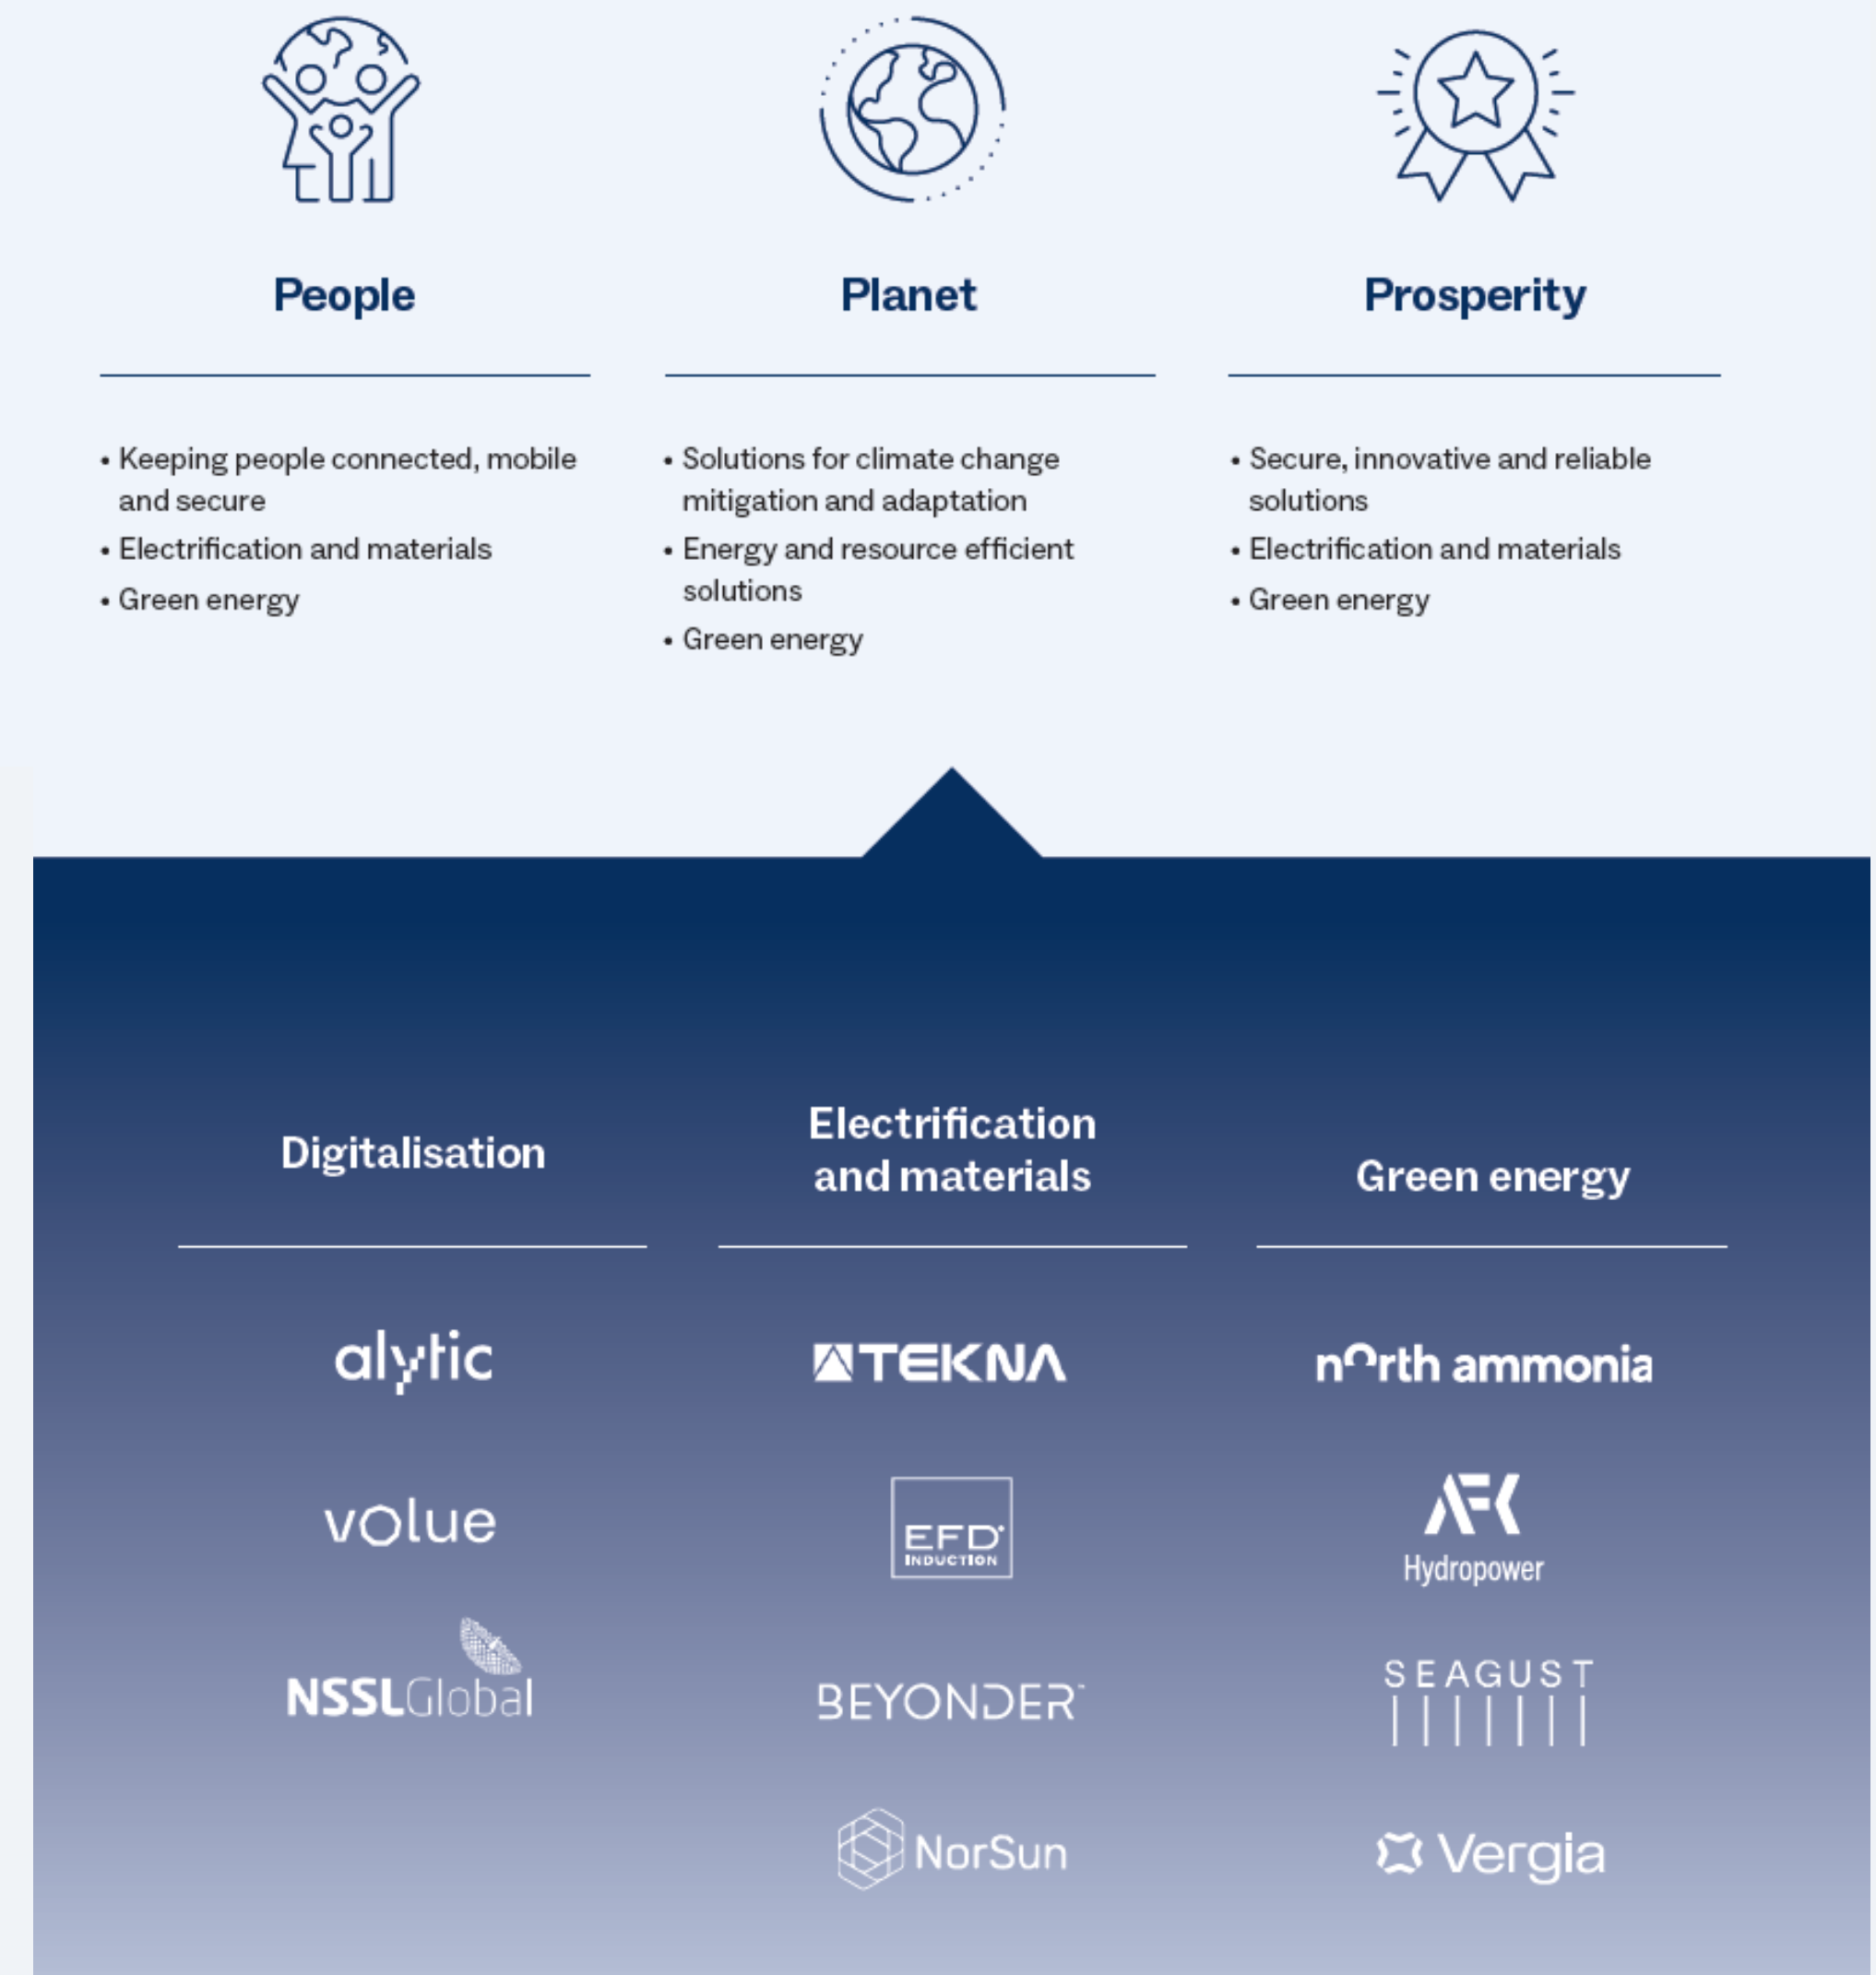 People
• Keeping people connected, mobile
and secure
• Electrification and materials
• Green energy
Planet
• Solutions for climate change
mitigation and adaptation
• Energy and resource efficient
solutions
• Green energy
Prosperity
• Secure, innovative and reliable
solutions
• Electrification and materials
• Green energy
Digitalisation
alytic
volue
NSSLGlobal
Electrification
and materials
TEKNA
EFD
INDUCTION
BEYONDER™
NorSun
Green energy
north ammonia
AFK
Hydropower
SEAGUST
Vergia